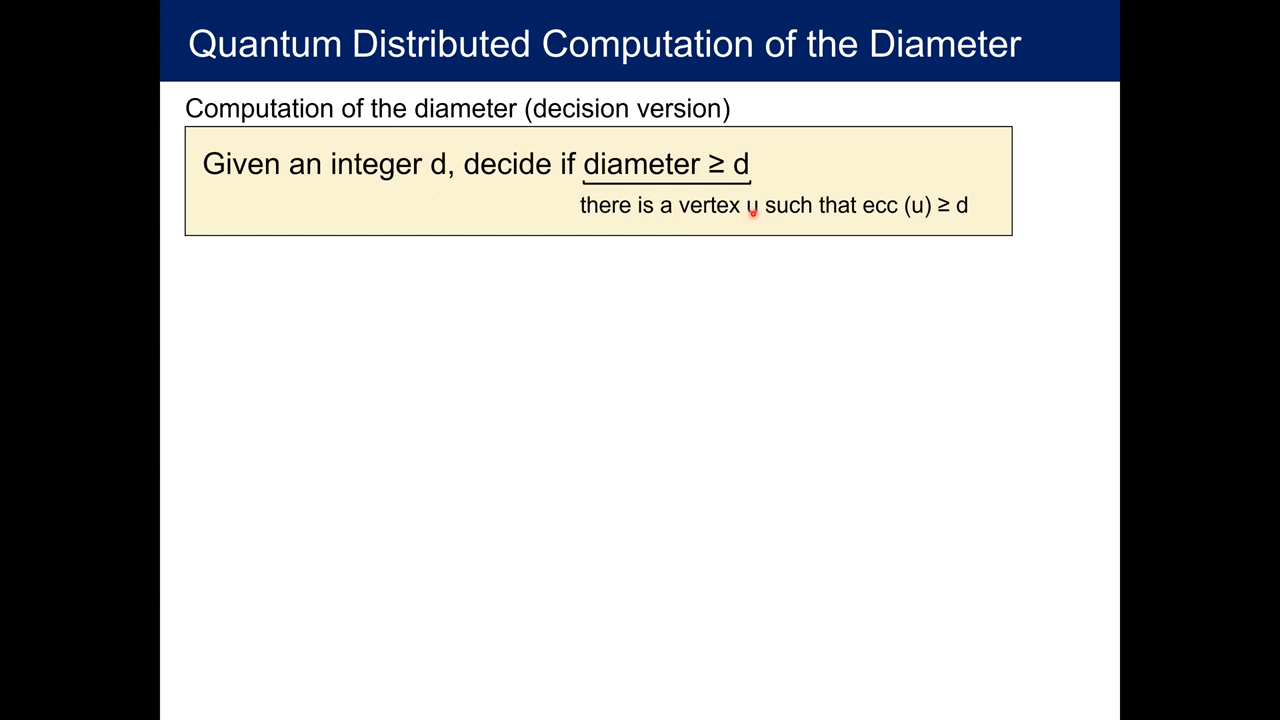 Quantum Distributed Computation of the Diameter
Computation of the diameter (decision version)
Given an integer d, decide if diameter ≥ d
there is a vertex u such that ecc (u) ≥ d